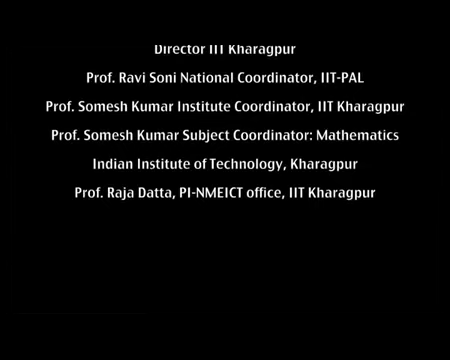 Director IIT Kharagpur
Prof. Ravi Soni National Coordinator, IIT-PAL
Prof. Somesh Kumar Institute Coordinator, IIT Kharagpur
Prof. Somesh Kumar Subject Coordinator: Mathematics
Indian Institute of Technology, Kharagpur
Prof. Raja Datta, PI-NMEICT office, IIT Kharagpur